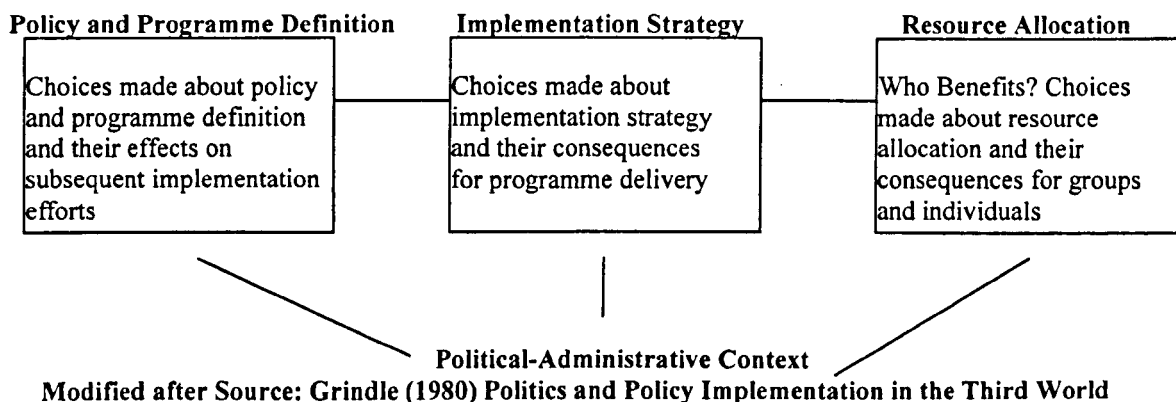 Policy and Programme Definition
Implementation Strategy
Resource Allocation
Choices made about policy
and programme definition
and their effects on
subsequent implementation
efforts
Choices made about
implementation strategy
and their consequences
for programme delivery
Who Benefits? Choices
made about resource
allocation and their
consequences for groups
and individuals
Political-Administrative Context
Modified after Source: Grindle (1980) Politics and Policy Implementation in the Third World